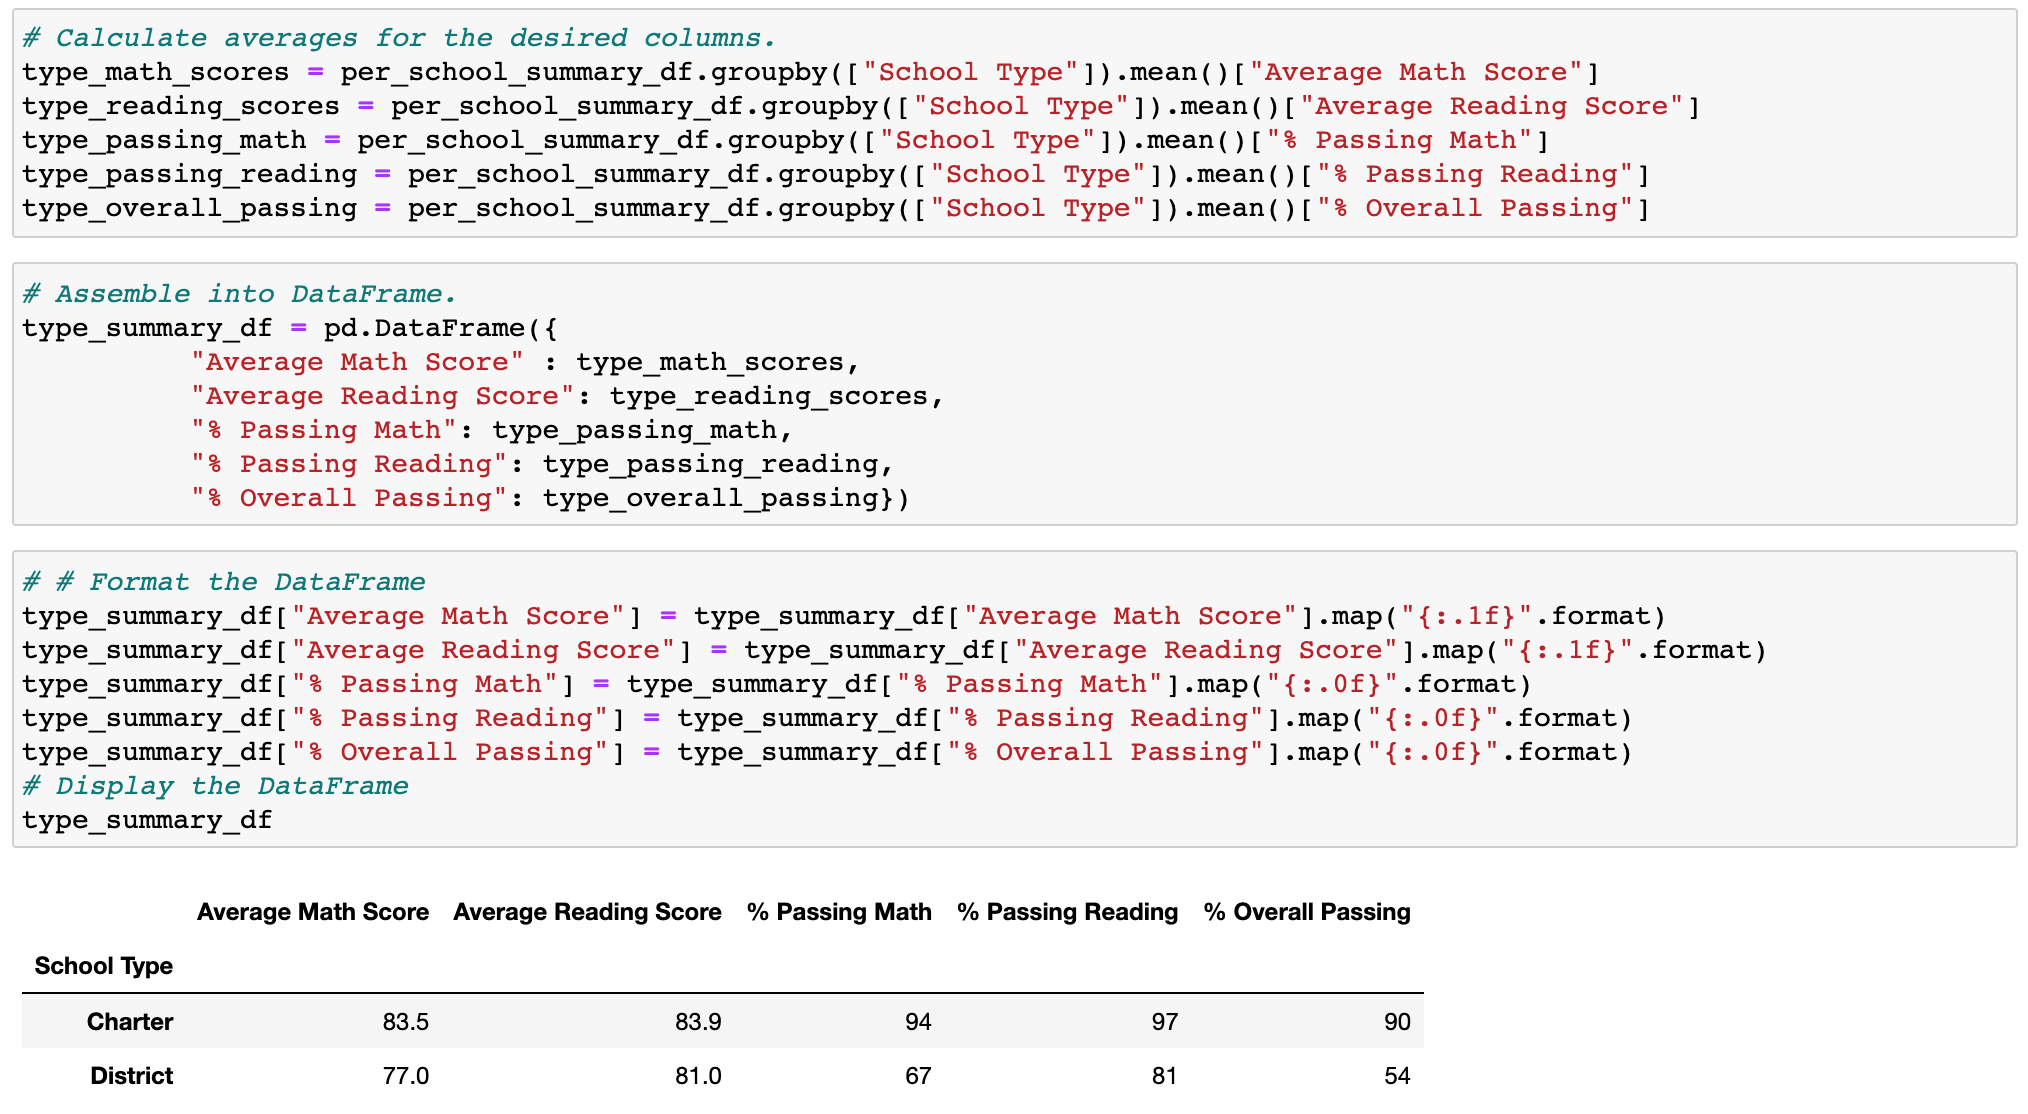 # Calculate averages for the desired columns.
type_math_scores = per_school_summary_df.groupby(["School Type"]).mean()["Average Math Score"]
type_reading_scores = per_school_summary_df.groupby(["School Type"]).mean()["Average Reading Score"]
type_passing_math = per_school_summary_df.groupby(["School Type"]).mean()["% Passing Math"]
type_passing_reading = per_school_summary_df.groupby(["School Type"]).mean()["% Passing Reading"]
type_overall_passing = per_school_summary_df.groupby(["School Type"]).mean()["% Overall Passing"]
# Assemble into DataFrame.
type_summary_df = pd.DataFrame({
          "Average Math Score" : type_math_scores,
          "Average Reading Score": type_reading_scores,
          "% Passing Math": type_passing_math,
          "% Passing Reading": type_passing_reading,
          "% Overall Passing": type_overall_passing})
# # Format the DataFrame
type_summary_df["Average Math Score"] = type_summary_df["Average Math Score"].map("{:.1f}".format)
type_summary_df["Average Reading Score"] = type_summary_df["Average Reading Score"].map("{:.1f}".format)
type_summary_df["% Passing Math"] = type_summary_df["% Passing Math"].map("{:.0f}".format)
type_summary_df["% Passing Reading"] = type_summary_df["% Passing Reading"].map("{:.0f}".format)
type_summary_df["% Overall Passing"] = type_summary_df["% Overall Passing"].map("{:.0f}".format)
# Display the DataFrame
type_summary_df
Average Math Score Average Reading Score % Passing Math % Passing Reading % Overall Passing
School Type
Charter 83.5 83.9 94 97 90
District 77.0 81.0 67 81 54